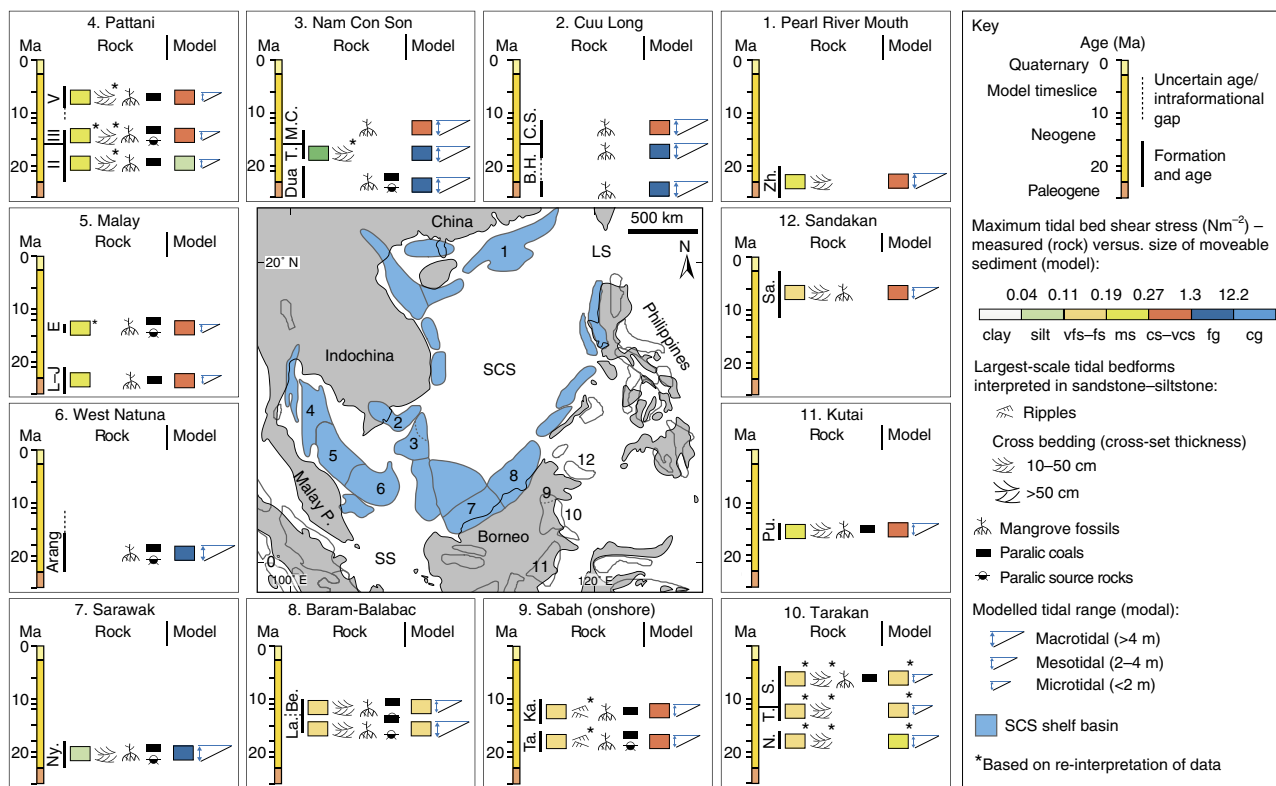 4. Pattani
Ma Rock Model
0
10
20
V
III
II
*
* *
*
3. Nam Con Son
Ma Rock Model
0
10
20
M.C.
T.
Dua
*
2. Cuu Long
Ma Rock Model
0
10
20
C.S.
B.H.
1. Pearl River Mouth
Ma Rock Model
0
10
20
Zh.
5. Malay
Ma Rock Model
0
10
20
E
L–J
*
12. Sandakan
Ma Rock Model
0
10
20
Sa.
6. West Natuna
Ma Rock Model
0
10
20
Arang
11. Kutai
Ma Rock Model
0
10
20
Pu.
7. Sarawak
Ma Rock Model
0
10
20
Ny.
8. Baram-Balabac
Ma Rock Model
0
10
20
Be.
La.
9. Sabah (onshore)
Ma Rock Model
0
10
20
Ka.
Ta.
*
*
10. Tarakan
Ma Rock Model
0
10
20
S.
T.
N.
* * *
* * *
* * *
China
500 km
N
20° N
LS
Philippines
Indochina
SCS
Malay P.
SS
Borneo
0°
100° E
120° E
1
2
3
4
5
6
7
8
9
10
11
12
Key
Age (Ma)
Quaternary 0
Model timeslice
10
Neogene
20
Paleogene
Uncertain age/
intraformational
gap
Formation
and age
Maximum tidal bed shear stress (Nm⁻²) –
measured (rock) versus. size of moveable
sediment (model):
0.04 0.11 0.19 0.27 1.3 12.2
clay silt vfs–fs ms cs–vcs fg cg
Largest-scale tidal bedforms
interpreted in sandstone–siltstone:
Ripples
Cross bedding (cross-set thickness)
10–50 cm
>50 cm
Mangrove fossils
Paralic coals
Paralic source rocks
Modelled tidal range (modal):
Macrotidal (>4 m)
Mesotidal (2–4 m)
Microtidal (<2 m)
SCS shelf basin
*Based on re-interpretation of data